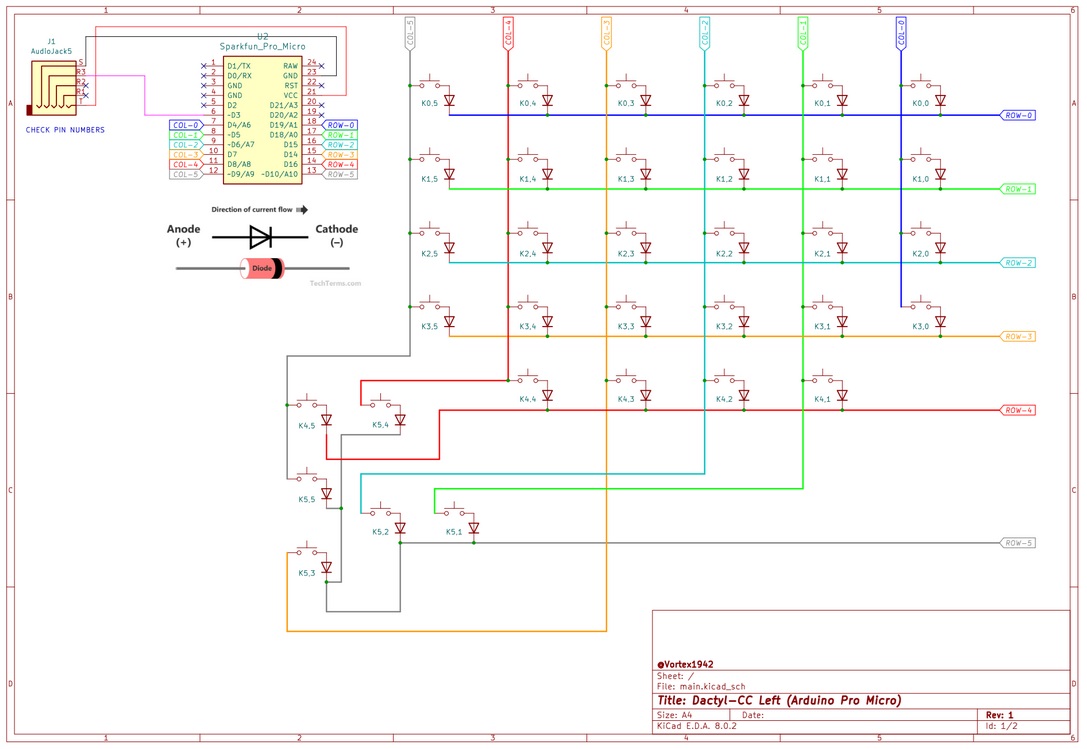 1 2 3 4 5 6
A
B
C
D
J1
AudioJack5
S
R3
R2
R1
T
CHECK PIN NUMBERS
U2
Sparkfun_Pro_Micro
1 D1/TX RAW 24
2 D0/RX GND 23
3 GND RST 22
4 GND VCC 21
5 D2 D21/A3 20
6 -D3 D20/A2 19
COL-0 7 D4/A6 D19/A1 18 ROW-0
COL-1 8 -D5 D18/A0 17 ROW-1
COL-2 9 -D6/A7 D15 16 ROW-2
COL-3 10 D7 D14 15 ROW-3
COL-4 11 D8/A8 D16 14 ROW-4
COL-5 12 -D9/A9 -D10/A10 13 ROW-5
Direction of current flow
Anode Cathode
(+) (–)
Diode
TechTerms.com
COL-5 COL-4 COL-3 COL-2 COL-1 COL-0
K0,5 K0,4 K0,3 K0,2 K0,1 K0,0
ROW-0
K1,5 K1,4 K1,3 K1,2 K1,1 K1,0
ROW-1
K2,5 K2,4 K2,3 K2,2 K2,1 K2,0
ROW-2
K3,5 K3,4 K3,3 K3,2 K3,1 K3,0
ROW-3
K4,4 K4,3 K4,2 K4,1
ROW-4
K4,5 K5,4
K5,5
K5,2 K5,1
ROW-5
K5,3
@Vortex1942
Sheet: /
File: main.kicad_sch
Title: Dactyl-CC Left (Arduino Pro Micro)
Size: A4 Date: Rev: 1
KiCad E.D.A. 8.0.2 Id: 1/2
A
B
C
D
1 2 3 4 5 6